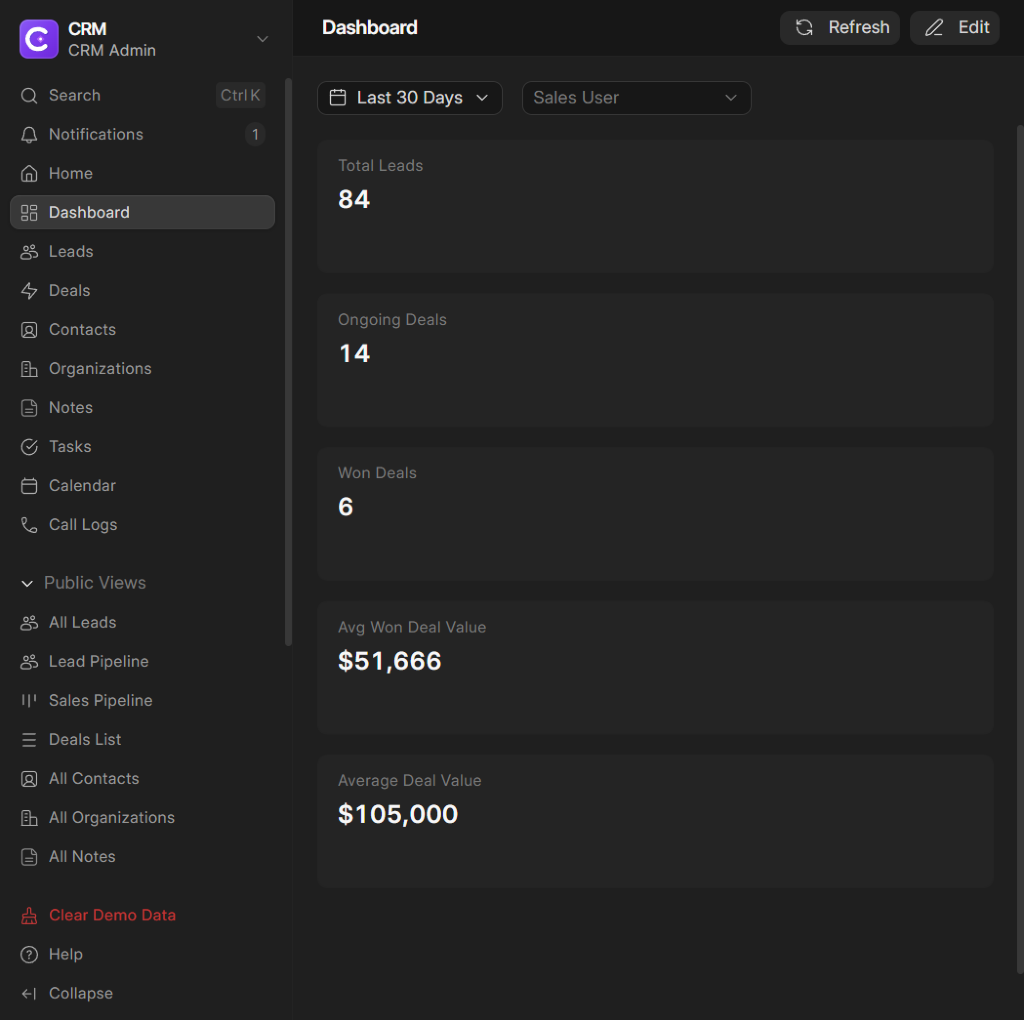 CRM
CRM Admin
Search Ctrl K
Notifications 1
Home
Dashboard
Leads
Deals
Contacts
Organizations
Notes
Tasks
Calendar
Call Logs
Public Views
All Leads
Lead Pipeline
Sales Pipeline
Deals List
All Contacts
All Organizations
All Notes
Clear Demo Data
Help
Collapse
Dashboard
Refresh
Edit
Last 30 Days
Sales User
Total Leads
84
Ongoing Deals
14
Won Deals
6
Avg Won Deal Value
$51,666
Average Deal Value
$105,000